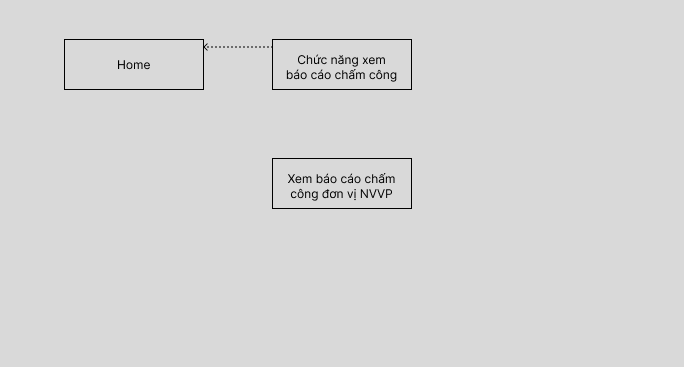 Home
Chức năng xem
báo cáo chấm công
Xem báo cáo chấm
công đơn vị NVVP